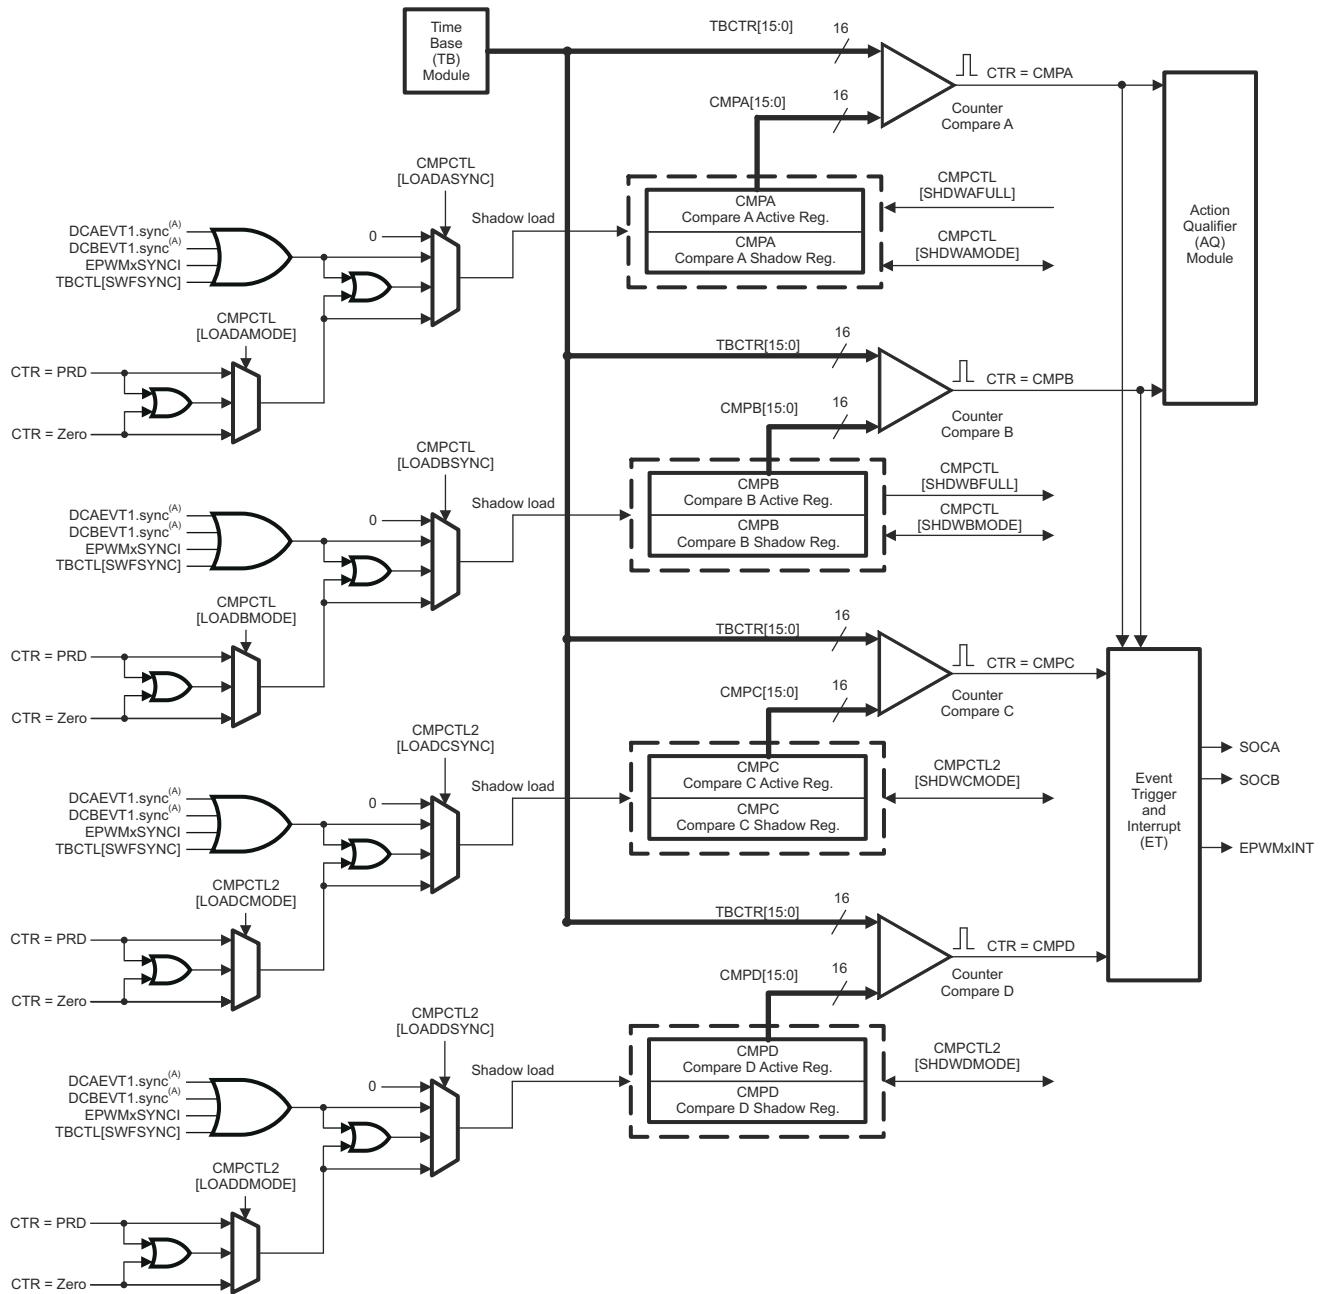 Time
Base
(TB)
Module
TBCTR[15:0]
16
CTR = CMPA
CMPA[15:0]
16
Counter
Compare A
CMPCTL
[LOADASYNC]
Shadow load
CMPA
Compare A Active Reg.
CMPA
Compare A Shadow Reg.
CMPCTL
[SHDWAFULL]
CMPCTL
[SHDWAMODE]
Action
Qualifier
(AQ)
Module
DCAEVT1.sync(A)
DCBEVT1.sync(A)
EPWMxSYNCI
TBCTL[SWFSYNC]
0
CMPCTL
[LOADAMODE]
CTR = PRD
CTR = Zero
TBCTR[15:0]
16
CTR = CMPB
CMPB[15:0]
16
Counter
Compare B
CMPCTL
[LOADBSYNC]
Shadow load
CMPB
Compare B Active Reg.
CMPB
Compare B Shadow Reg.
CMPCTL
[SHDWBFULL]
CMPCTL
[SHDWBMODE]
DCAEVT1.sync(A)
DCBEVT1.sync(A)
EPWMxSYNCI
TBCTL[SWFSYNC]
0
CMPCTL
[LOADBMODE]
CTR = PRD
CTR = Zero
TBCTR[15:0]
16
CTR = CMPC
CMPC[15:0]
16
Counter
Compare C
CMPCTL2
[LOADCSYNC]
Shadow load
CMPC
Compare C Active Reg.
CMPC
Compare C Shadow Reg.
CMPCTL2
[SHDWCMODE]
Event
Trigger
and
Interrupt
(ET)
SOCA
SOCB
EPWMxINT
DCAEVT1.sync(A)
DCBEVT1.sync(A)
EPWMxSYNCI
TBCTL[SWFSYNC]
0
CMPCTL2
[LOADCMODE]
CTR = PRD
CTR = Zero
TBCTR[15:0]
16
CTR = CMPD
CMPD[15:0]
16
Counter
Compare D
CMPCTL2
[LOADDSYNC]
Shadow load
CMPD
Compare D Active Reg.
CMPD
Compare D Shadow Reg.
CMPCTL2
[SHDWDMODE]
DCAEVT1.sync(A)
DCBEVT1.sync(A)
EPWMxSYNCI
TBCTL[SWFSYNC]
0
CMPCTL2
[LOADDMODE]
CTR = PRD
CTR = Zero